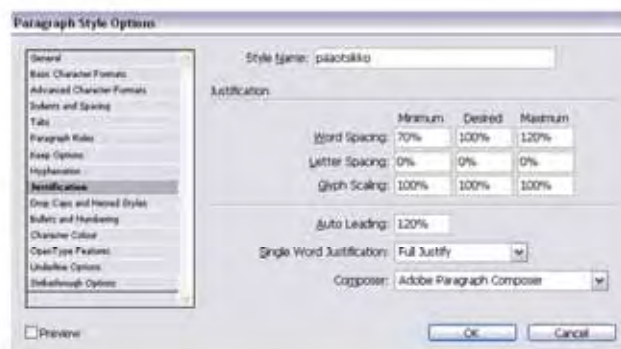 Paragraph Style Options
General
Basic Character Formats
Advanced Character Formats
Indents and Spacing
Tabs
Paragraph Rules
Keep Options
Hyphenation
Justification
Drop Caps and Nested Styles
Bullets and Numbering
Character Colour
OpenType Features
Underline Options
Strikethrough Options
Style Name: paaotsikko
Justification
Minimum Desired Maximum
Word Spacing: 70% 100% 120%
Letter Spacing: 0% 0% 0%
Glyph Scaling: 100% 100% 100%
Auto Leading: 120%
Single Word Justification: Full Justify
Composer: Adobe Paragraph Composer
Preview
OK Cancel